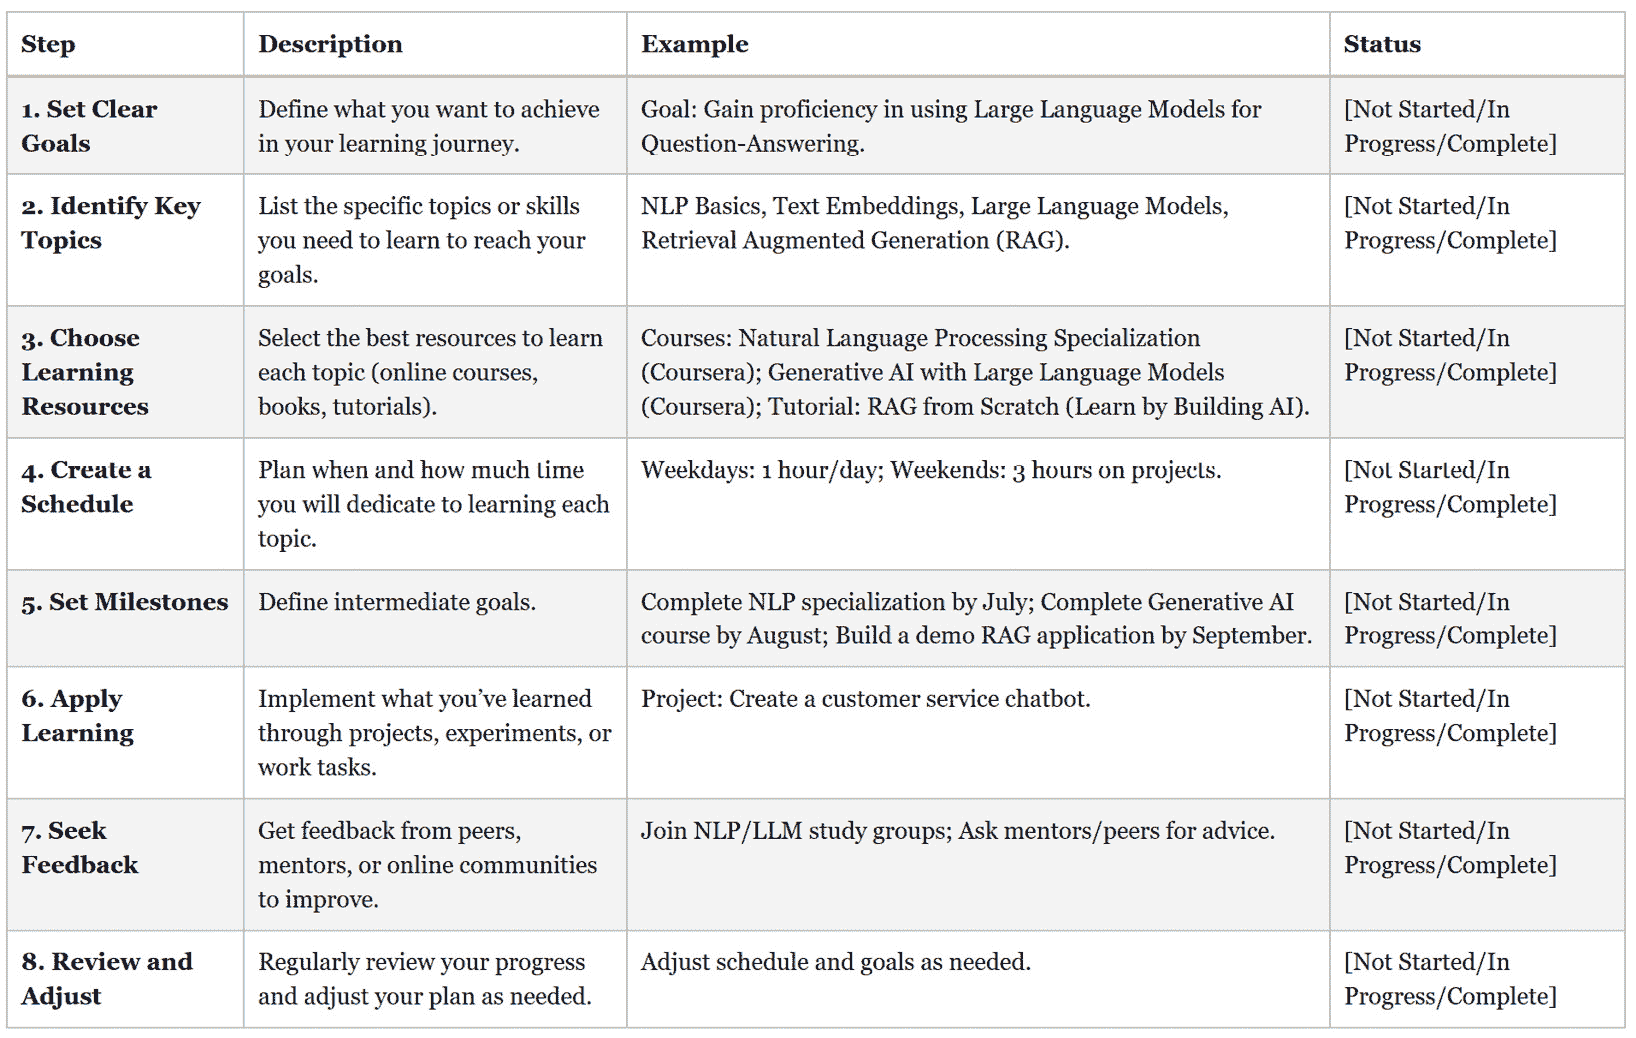 Step
Description
Example
Status
1. Set Clear
Goals
Define what you want to achieve
in your learning journey.
Goal: Gain proficiency in using Large Language Models for
Question-Answering.
[Not Started/In
Progress/Complete]
2. Identify Key
Topics
List the specific topics or skills
you need to learn to reach your
goals.
NLP Basics, Text Embeddings, Large Language Models,
Retrieval Augmented Generation (RAG).
[Not Started/In
Progress/Complete]
3. Choose
Learning
Resources
Select the best resources to learn
each topic (online courses,
books, tutorials).
Courses: Natural Language Processing Specialization
(Coursera); Generative AI with Large Language Models
(Coursera); Tutorial: RAG from Scratch (Learn by Building AI).
[Not Started/In
Progress/Complete]
4. Create a
Schedule
Plan when and how much time
you will dedicate to learning each
topic.
Weekdays: 1 hour/day; Weekends: 3 hours on projects.
[Not Started/In
Progress/Complete]
5. Set Milestones
Define intermediate goals.
Complete NLP specialization by July; Complete Generative AI
course by August; Build a demo RAG application by September.
[Not Started/In
Progress/Complete]
6. Apply
Learning
Implement what you’ve learned
through projects, experiments, or
work tasks.
Project: Create a customer service chatbot.
[Not Started/In
Progress/Complete]
7. Seek
Feedback
Get feedback from peers,
mentors, or online communities
to improve.
Join NLP/LLM study groups; Ask mentors/peers for advice.
[Not Started/In
Progress/Complete]
8. Review and
Adjust
Regularly review your progress
and adjust your plan as needed.
Adjust schedule and goals as needed.
[Not Started/In
Progress/Complete]